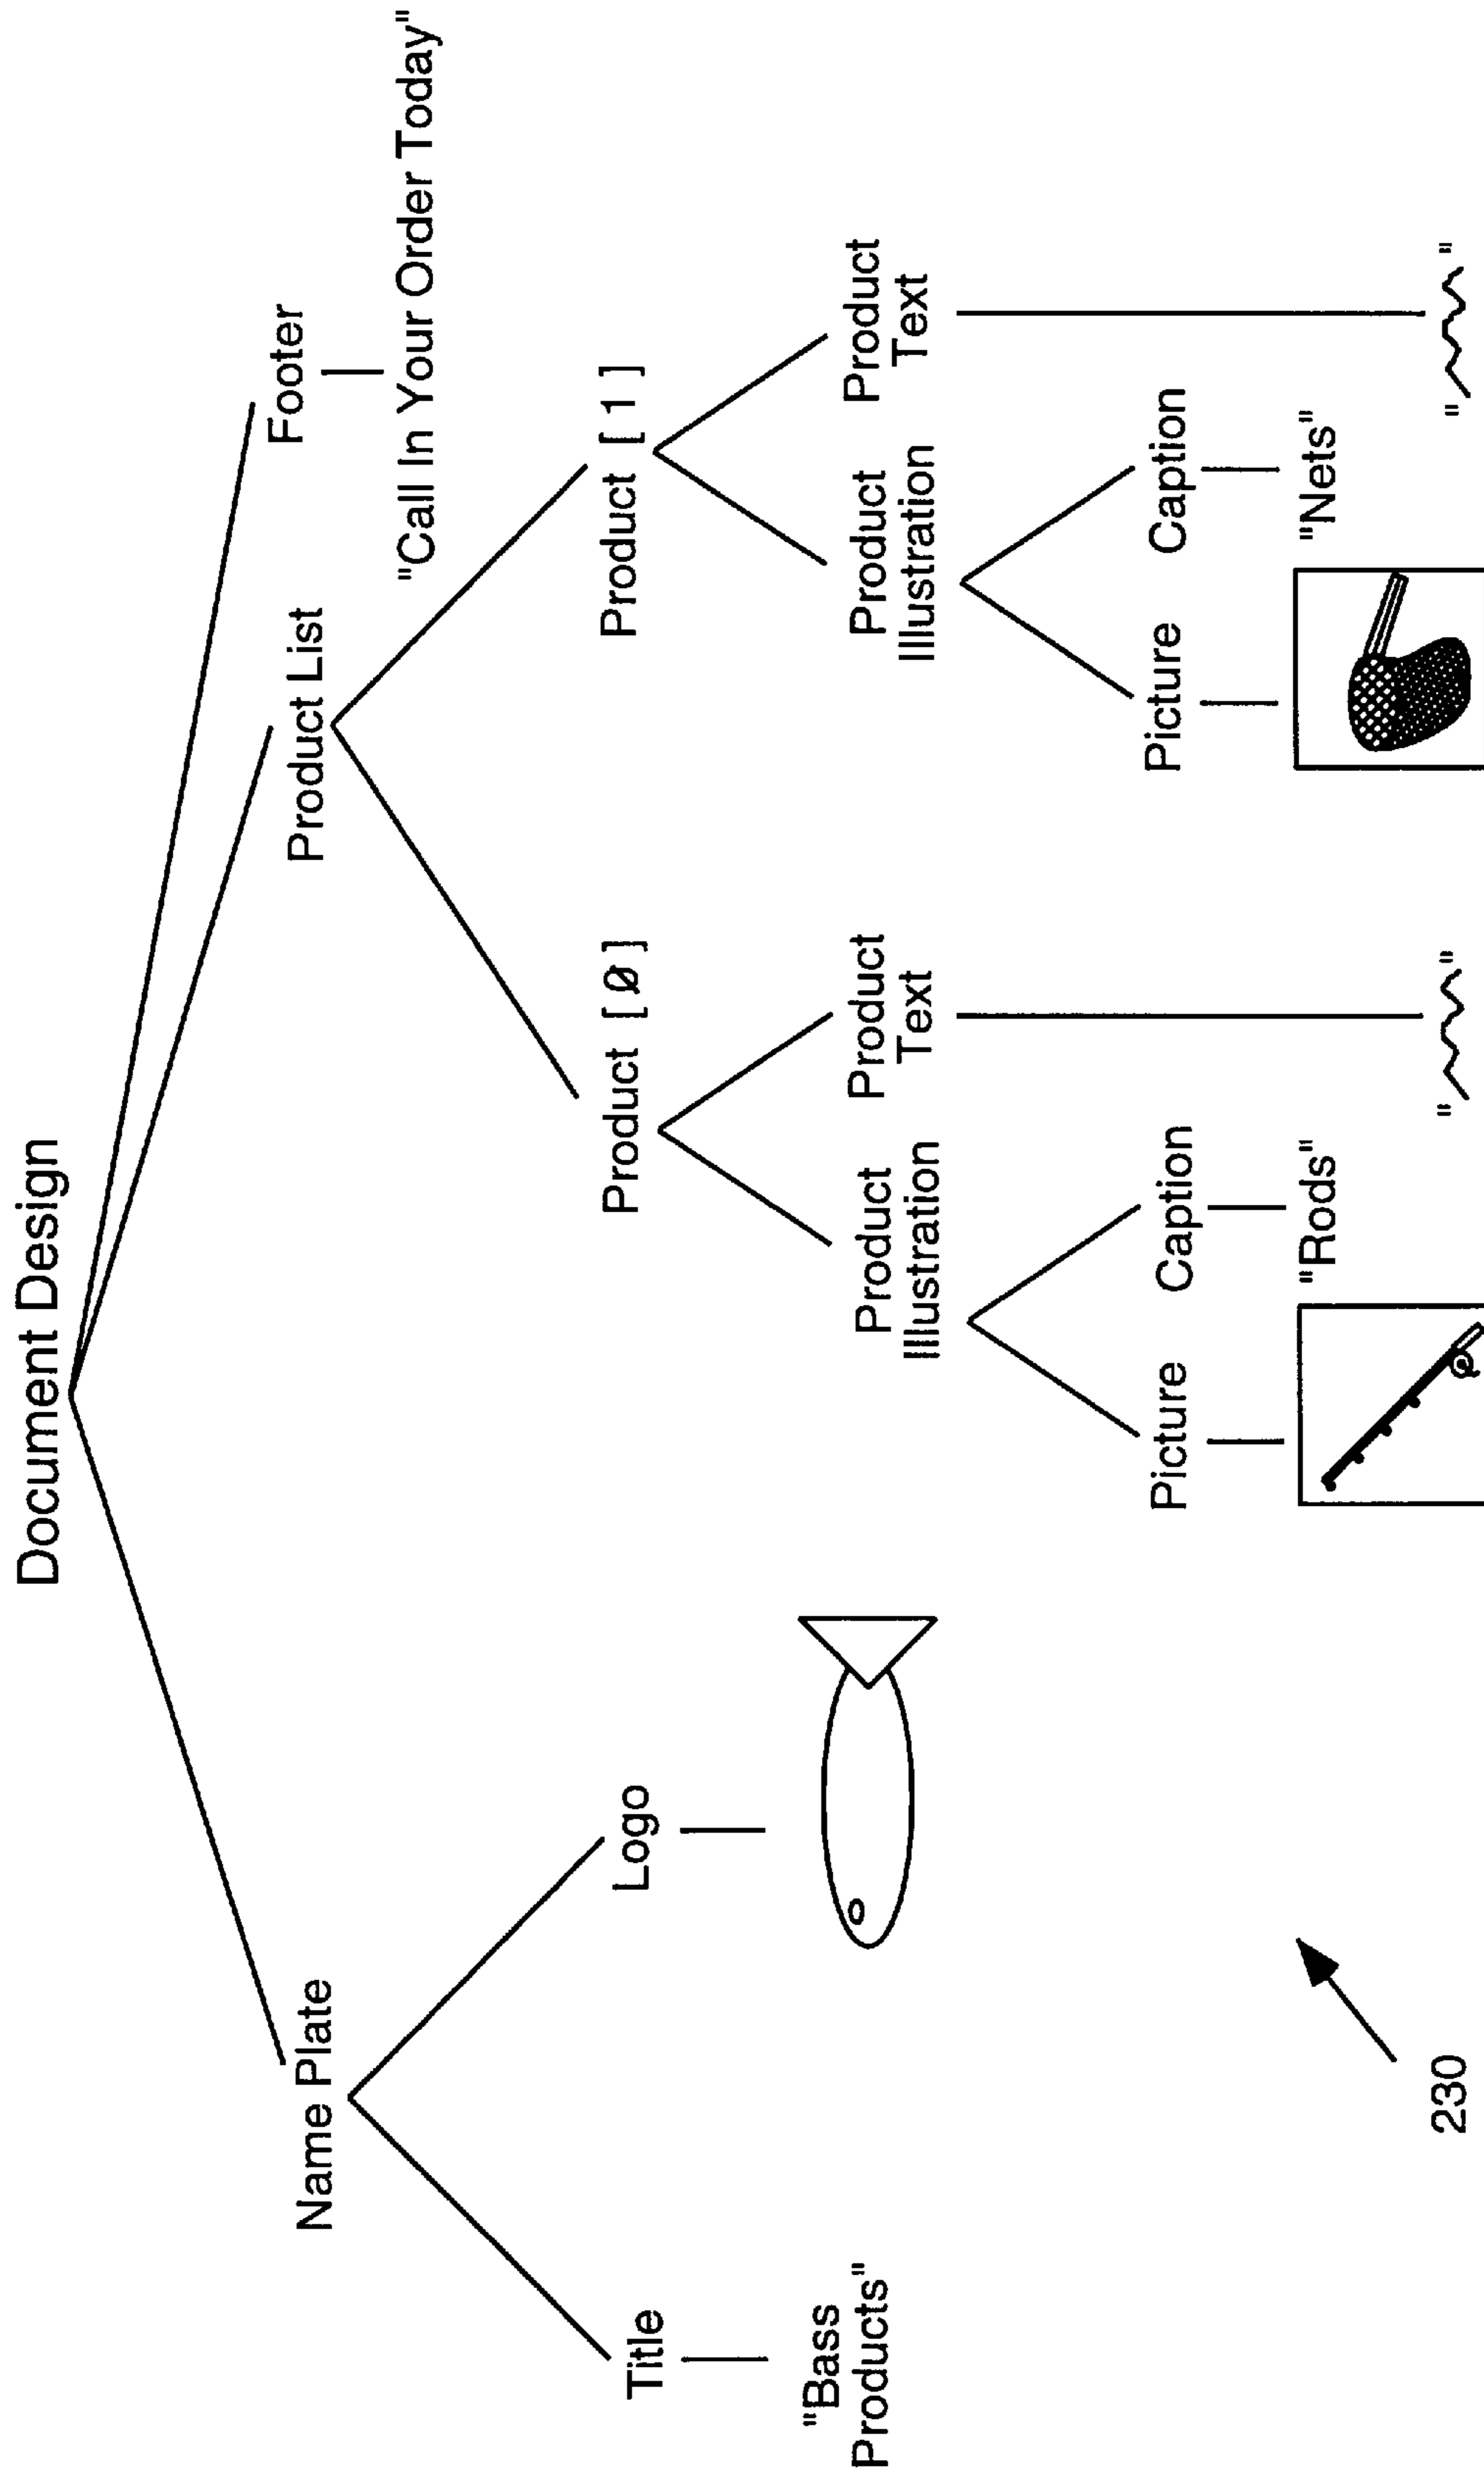 Document Design
Name Plate
Product List
Footer
"Call In Your Order Today"
Title
Logo
Product [Ø]
Product [1]
"Bass
Products"
Product
Illustration
Product
Text
Product
Illustration
Product
Text
Picture
Caption
Picture
Caption
"Rods"
"Nets"
" "
" "
230